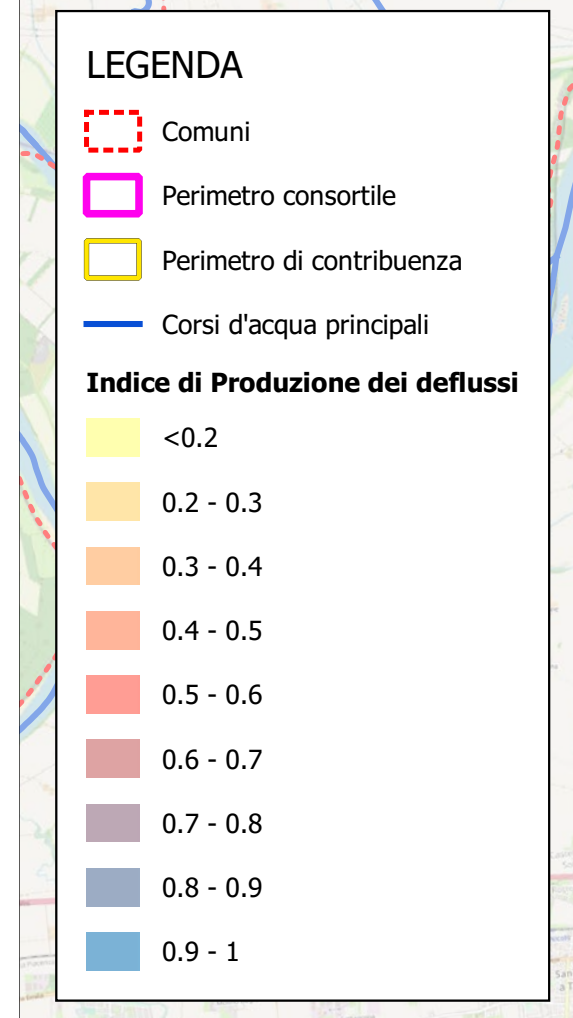 LEGENDA
Comuni
Perimetro consortile
Perimetro di contribuenza
Corsi d'acqua principali
Indice di Produzione dei deflussi
<0.2
0.2 - 0.3
0.3 - 0.4
0.4 - 0.5
0.5 - 0.6
0.6 - 0.7
0.7 - 0.8
0.8 - 0.9
0.9 - 1